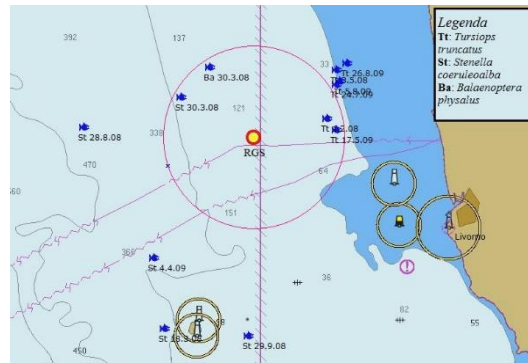 392
137
33
Legenda
Tt: Tursiops
truncatus
St: Stenella
coeruleoalba
Ba: Balaenoptera
physalus
Ba 30.3.08
Tt 26.8.09
St 30.3.08
121
St 28.8.08
RGS
Tt 17.5.09
470
64
151
Livorno
St 4.4.09
36
82
55
450
St 29.9.08